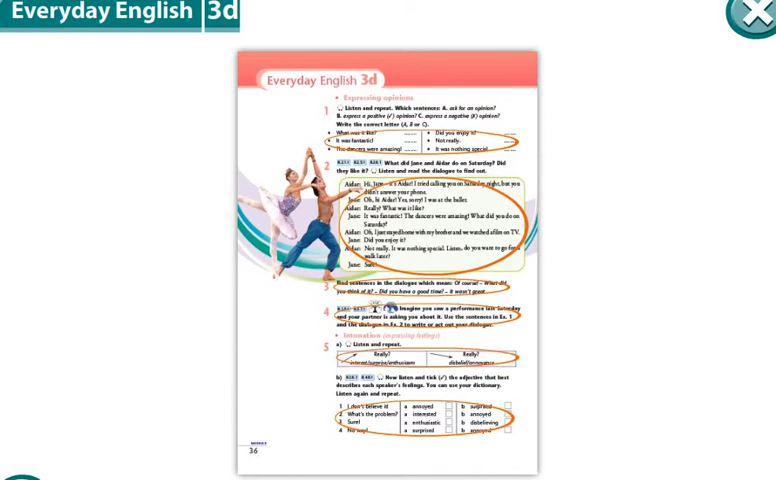 Everyday English 3d
Everyday English 3d
Expressing opinions
1 Listen and repeat. Which sentences: A. ask for an opinion?
B. express a positive (✓) opinion? C. express a negative (X) opinion?
Write the correct letter (A, B or C).
• What was it like? ....... • Did you enjoy it? .......
• It was fantastic! ....... • Not really. .......
• The dancers were amazing! ....... • It was nothing special. .......
2 What did Jane and Aidar do on Saturday? Did
they like it? Listen and read the dialogue to find out.
Aidar: Hi, Jane – it's Aidar! I tried calling you on Saturday night, but you
didn't answer your phone.
Jane: Oh, hi Aidar! Yes, sorry! I was at the ballet.
Aidar: Really? What was it like?
Jane: It was fantastic! The dancers were amazing! What did you do on
Saturday?
Aidar: Oh, I just stayed home with my brother and we watched a film on TV.
Jane: Did you enjoy it?
Aidar: Not really. It was nothing special. Listen, do you want to go for a
walk later?
Jane: Sure!
3 Find sentences in the dialogue which mean: Of course! – What did
you think of it? – Did you have a good time? – It wasn't great.
4 Imagine you saw a performance last Saturday
and your partner is asking you about it. Use the sentences in Ex. 1
and the dialogue in Ex. 2 to write or act out your dialogue.
Intonation (expressing feelings)
5 a) Listen and repeat.
Really? Really?
interest/surprise/enthusiasm disbelief/annoyance
b) Now listen and tick (✓) the adjective that best
describes each speaker's feelings. You can use your dictionary.
Listen again and repeat.
1 I don't believe it! a annoyed b surprised
2 What's the problem? a interested b annoyed
3 Sure! a enthusiastic b disbelieving
4 No way! a surprised b annoyed
36